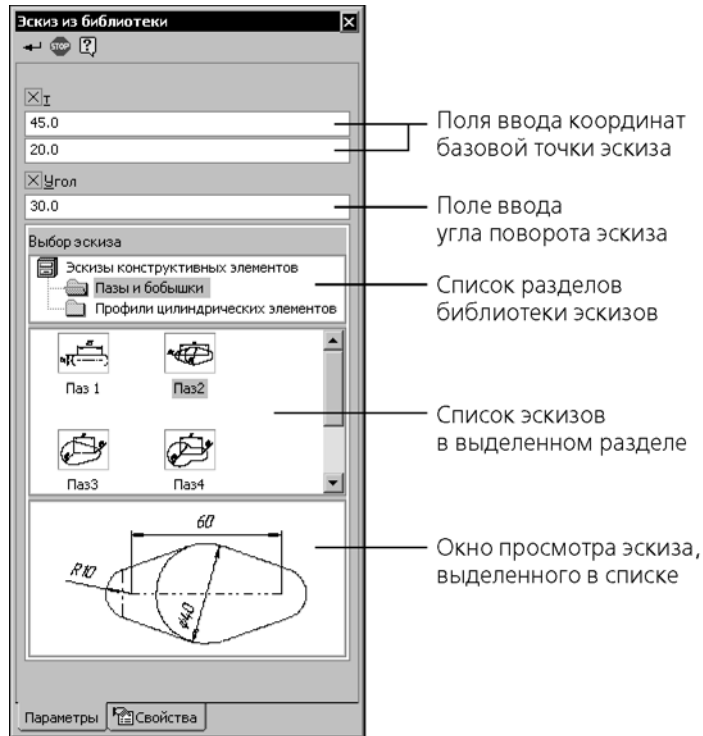 Эскиз из библиотеки
STOP
т
45.0
20.0
Поля ввода координат
базовой точки эскиза
Угол
30.0
Поле ввода
угла поворота эскиза
Выбор эскиза
Эскизы конструктивных элементов
Пазы и бобышки
Профили цилиндрических элементов
Список разделов
библиотеки эскизов
Паз 1
Паз2
Паз3
Паз4
Список эскизов
в выделенном разделе
60
R10
ϕ40
Окно просмотра эскиза,
выделенного в списке
Параметры
Свойства